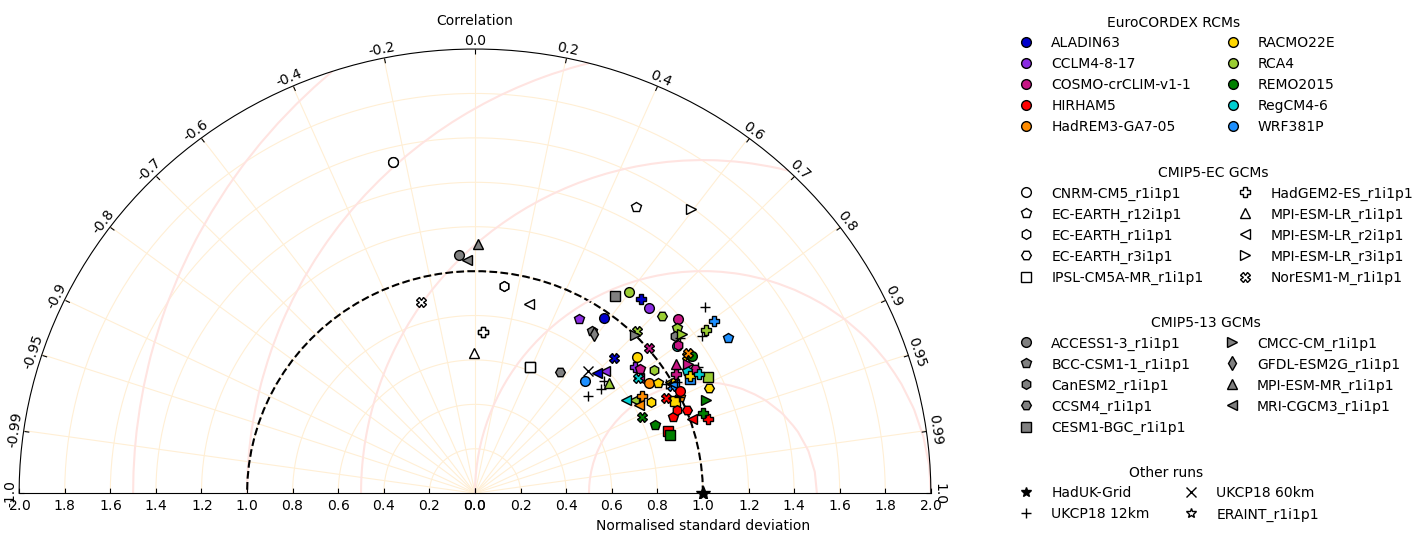 Correlation
0.0
-0.2
0.2
-0.4
0.4
-0.6
0.6
-0.7
0.7
-0.8
0.8
-0.9
0.9
-0.95
0.95
-0.99
0.99
-1.0
1.0
2.0 1.8 1.6 1.4 1.2 1.0 0.8 0.6 0.4 0.2 0.0 0.2 0.4 0.6 0.8 1.0 1.2 1.4 1.6 1.8 2.0
Normalised standard deviation
EuroCORDEX RCMs
ALADIN63 RACMO22E
CCLM4-8-17 RCA4
COSMO-crCLIM-v1-1 REMO2015
HIRHAM5 RegCM4-6
HadREM3-GA7-05 WRF381P
CMIP5-EC GCMs
CNRM-CM5_r1i1p1 HadGEM2-ES_r1i1p1
EC-EARTH_r12i1p1 MPI-ESM-LR_r1i1p1
EC-EARTH_r1i1p1 MPI-ESM-LR_r2i1p1
EC-EARTH_r3i1p1 MPI-ESM-LR_r3i1p1
IPSL-CM5A-MR_r1i1p1 NorESM1-M_r1i1p1
CMIP5-13 GCMs
ACCESS1-3_r1i1p1 CMCC-CM_r1i1p1
BCC-CSM1-1_r1i1p1 GFDL-ESM2G_r1i1p1
CanESM2_r1i1p1 MPI-ESM-MR_r1i1p1
CCSM4_r1i1p1 MRI-CGCM3_r1i1p1
CESM1-BGC_r1i1p1
Other runs
HadUK-Grid UKCP18 60km
UKCP18 12km ERAINT_r1i1p1